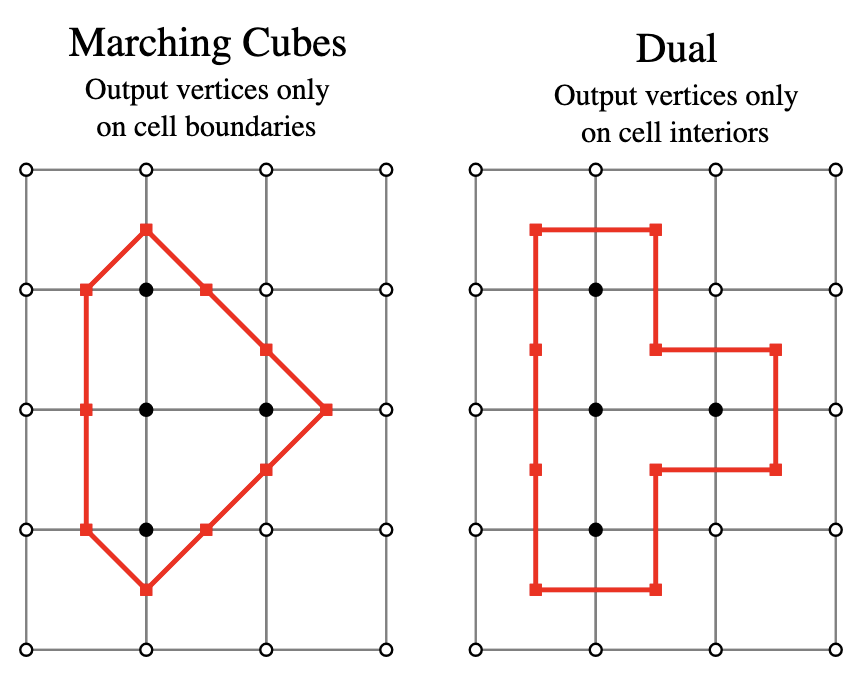 Marching Cubes
Output vertices only
on cell boundaries
Dual
Output vertices only
on cell interiors